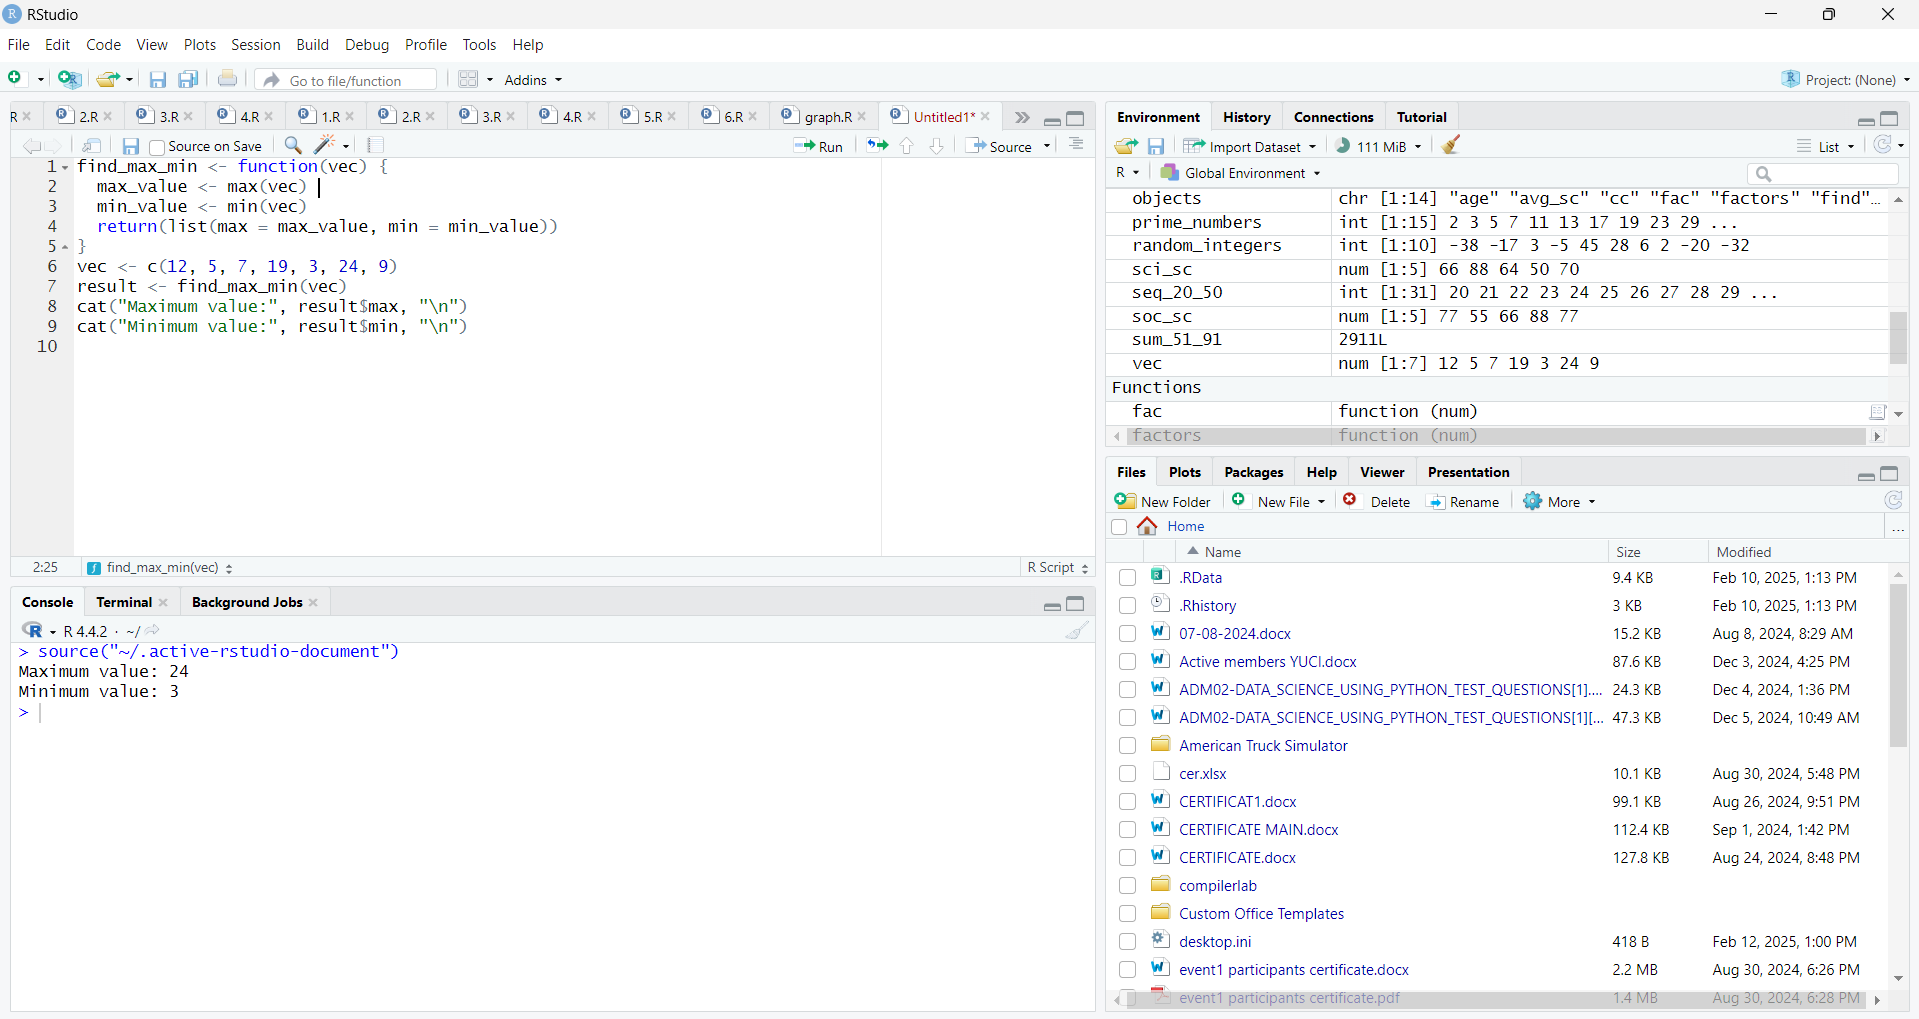 RStudio
File Edit Code View Plots Session Build Debug Profile Tools Help
Go to file/function Addins Project: (None)
R 2.R 3.R 4.R 1.R 2.R 3.R 4.R 5.R 6.R graph.R Untitled1*
Source on Save Run Source
1 find_max_min <- function(vec) {
2   max_value <- max(vec)
3   min_value <- min(vec)
4   return(list(max = max_value, min = min_value))
5 }
6 vec <- c(12, 5, 7, 19, 3, 24, 9)
7 result <- find_max_min(vec)
8 cat("Maximum value:", result$max, "\n")
9 cat("Minimum value:", result$min, "\n")
10
2:25 find_max_min(vec) R Script
Console Terminal Background Jobs
R 4.4.2 · ~/
> source("~/.active-rstudio-document")
Maximum value: 24
Minimum value: 3
>
Environment History Connections Tutorial
Import Dataset 111 MiB List
R Global Environment
objects chr [1:14] "age" "avg_sc" "cc" "fac" "factors" "find"…
prime_numbers int [1:15] 2 3 5 7 11 13 17 19 23 29 ...
random_integers int [1:10] -38 -17 3 -5 45 28 6 2 -20 -32
sci_sc num [1:5] 66 88 64 50 70
seq_20_50 int [1:31] 20 21 22 23 24 25 26 27 28 29 ...
soc_sc num [1:5] 77 55 66 88 77
sum_51_91 2911L
vec num [1:7] 12 5 7 19 3 24 9
Functions
fac function (num)
factors function (num)
Files Plots Packages Help Viewer Presentation
New Folder New File Delete Rename More
Home ...
Name Size Modified
.RData 9.4 KB Feb 10, 2025, 1:13 PM
.Rhistory 3 KB Feb 10, 2025, 1:13 PM
07-08-2024.docx 15.2 KB Aug 8, 2024, 8:29 AM
Active members YUCI.docx 87.6 KB Dec 3, 2024, 4:25 PM
ADM02-DATA_SCIENCE_USING_PYTHON_TEST_QUESTIONS[1].... 24.3 KB Dec 4, 2024, 1:36 PM
ADM02-DATA_SCIENCE_USING_PYTHON_TEST_QUESTIONS[1][... 47.3 KB Dec 5, 2024, 10:49 AM
American Truck Simulator
cer.xlsx 10.1 KB Aug 30, 2024, 5:48 PM
CERTIFICAT1.docx 99.1 KB Aug 26, 2024, 9:51 PM
CERTIFICATE MAIN.docx 112.4 KB Sep 1, 2024, 1:42 PM
CERTIFICATE.docx 127.8 KB Aug 24, 2024, 8:48 PM
compilerlab
Custom Office Templates
desktop.ini 418 B Feb 12, 2025, 1:00 PM
event1 participants certificate.docx 2.2 MB Aug 30, 2024, 6:26 PM
event1 participants certificate.pdf 1.4 MB Aug 30, 2024, 6:28 PM